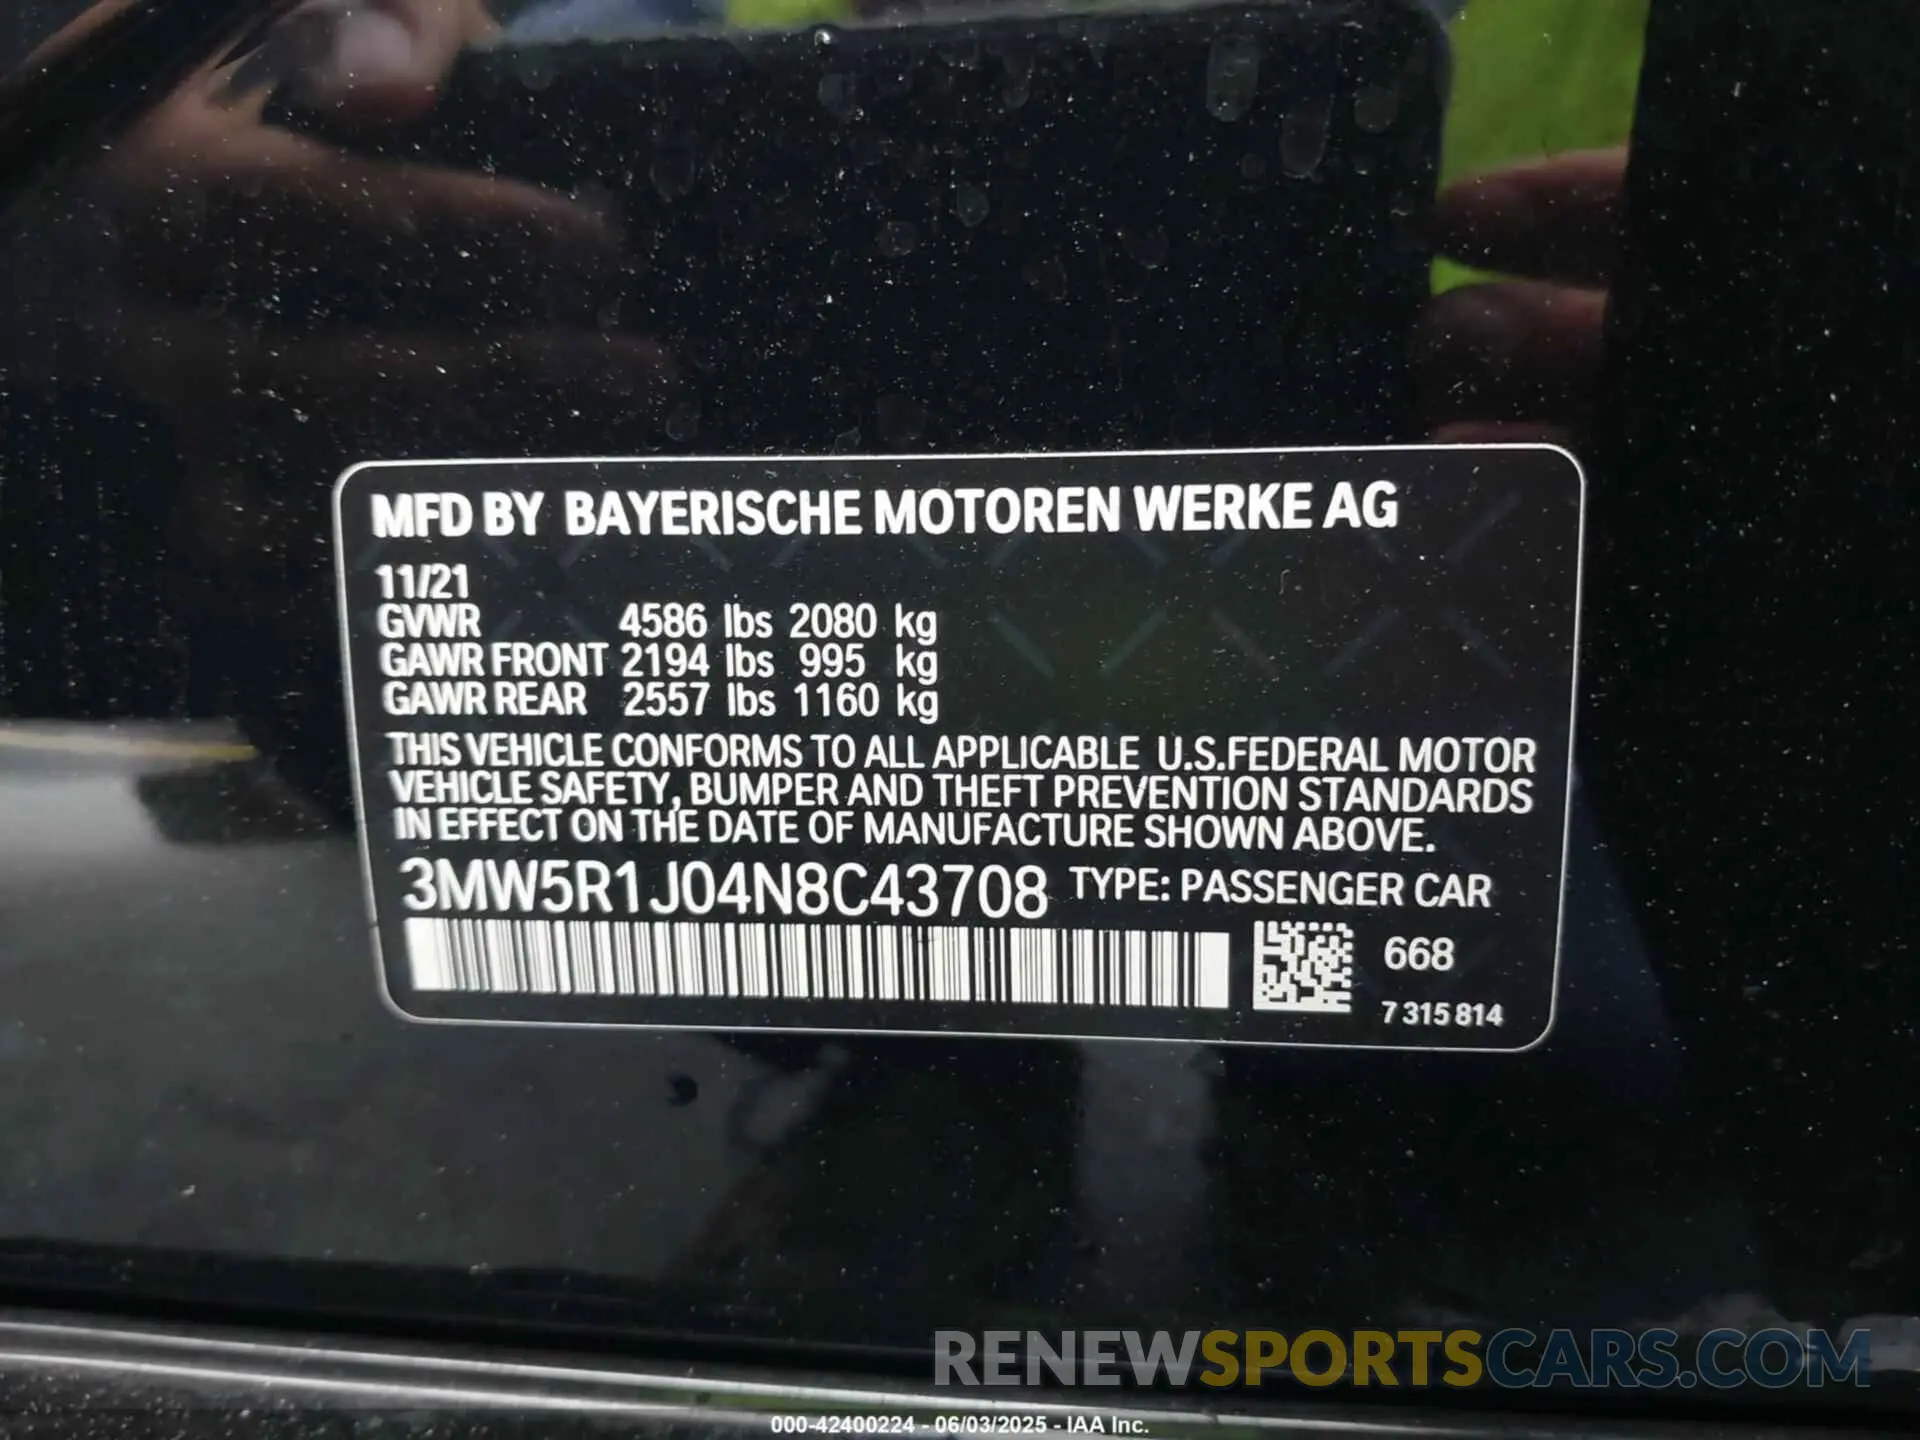 MFD BY BAYERISCHE MOTOREN WERKE AG
11/21
GVWR 4586 lbs 2080 kg
GAWR FRONT 2194 lbs 995 kg
GAWR REAR 2557 lbs 1160 kg
THIS VEHICLE CONFORMS TO ALL APPLICABLE U.S.FEDERAL MOTOR
VEHICLE SAFETY, BUMPER AND THEFT PREVENTION STANDARDS
IN EFFECT ON THE DATE OF MANUFACTURE SHOWN ABOVE.
3MW5R1J04N8C43708 TYPE: PASSENGER CAR
668
7 315 814
RENEWSPORTSCARS.COM
000-42400224 - 06/03/2025 - IAA Inc.